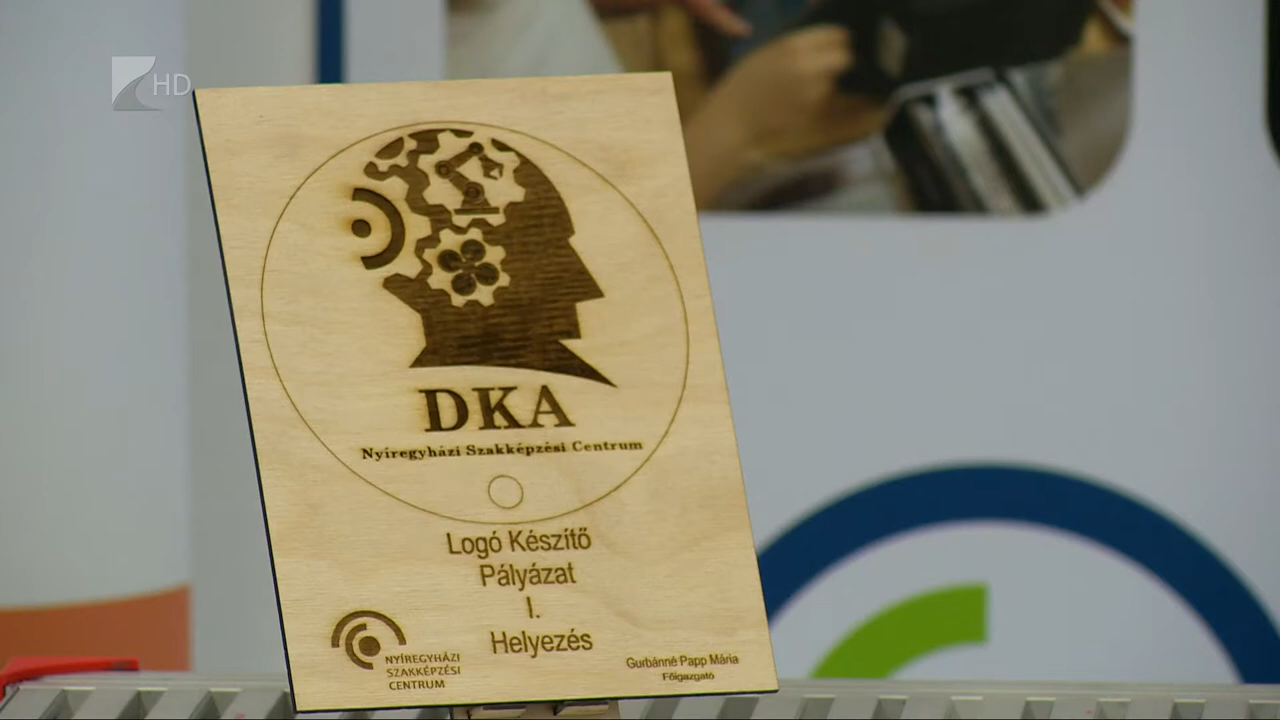 HD
DKA
Nyíregyházi Szakképzési Centrum
Logó Készítő
Pályázat
I.
Helyezés
NYÍREGYHÁZI
SZAKKÉPZÉSI
CENTRUM
Gurbánné Papp Mária
Főigazgató